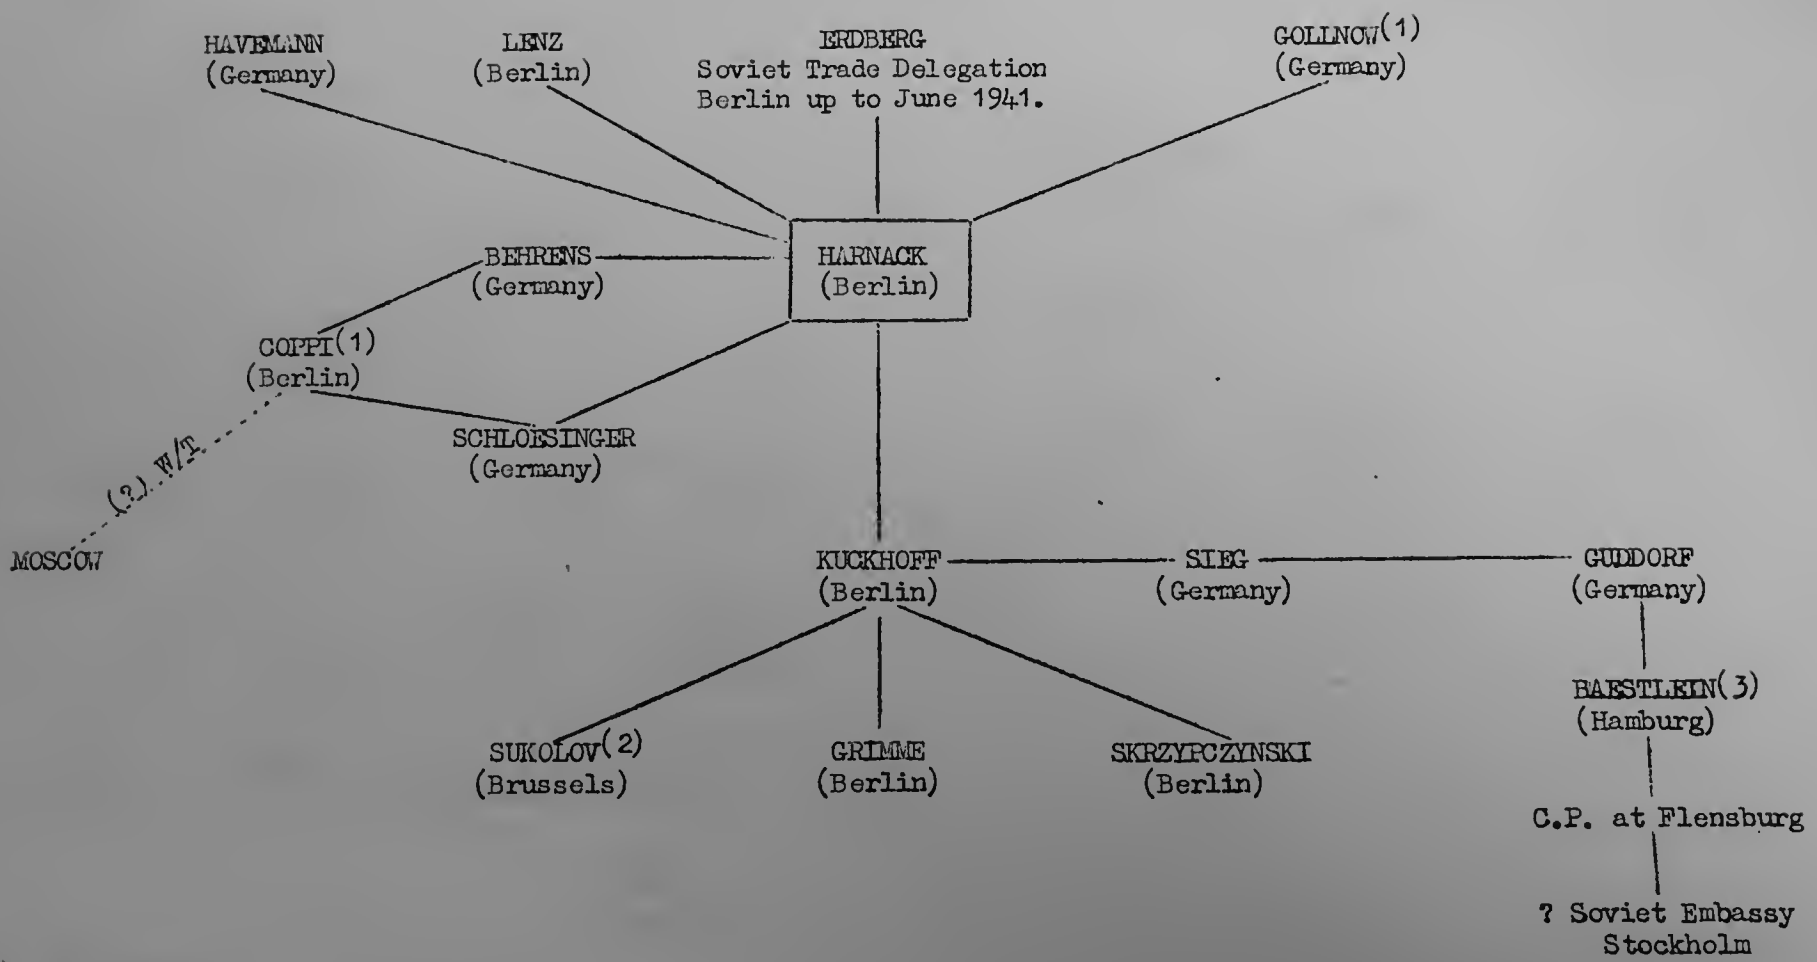 HAVEMANN
(Germany)
LENZ
(Berlin)
ERDBERG
Soviet Trade Delegation
Berlin up to June 1941.
GOLLNOW(1)
(Germany)
BEHRENS
(Germany)
HARNACK
(Berlin)
COPPI(1)
(Berlin)
SCHLOESINGER
(Germany)
(?) W/T
MOSCOW
KUCKHOFF
(Berlin)
SIEG
(Germany)
GUDDORF
(Germany)
BAESTLEIN(3)
(Hamburg)
SUKOLOV(2)
(Brussels)
GRIMME
(Berlin)
SKRZYPCZYNSKI
(Berlin)
C.P. at Flensburg
? Soviet Embassy
Stockholm